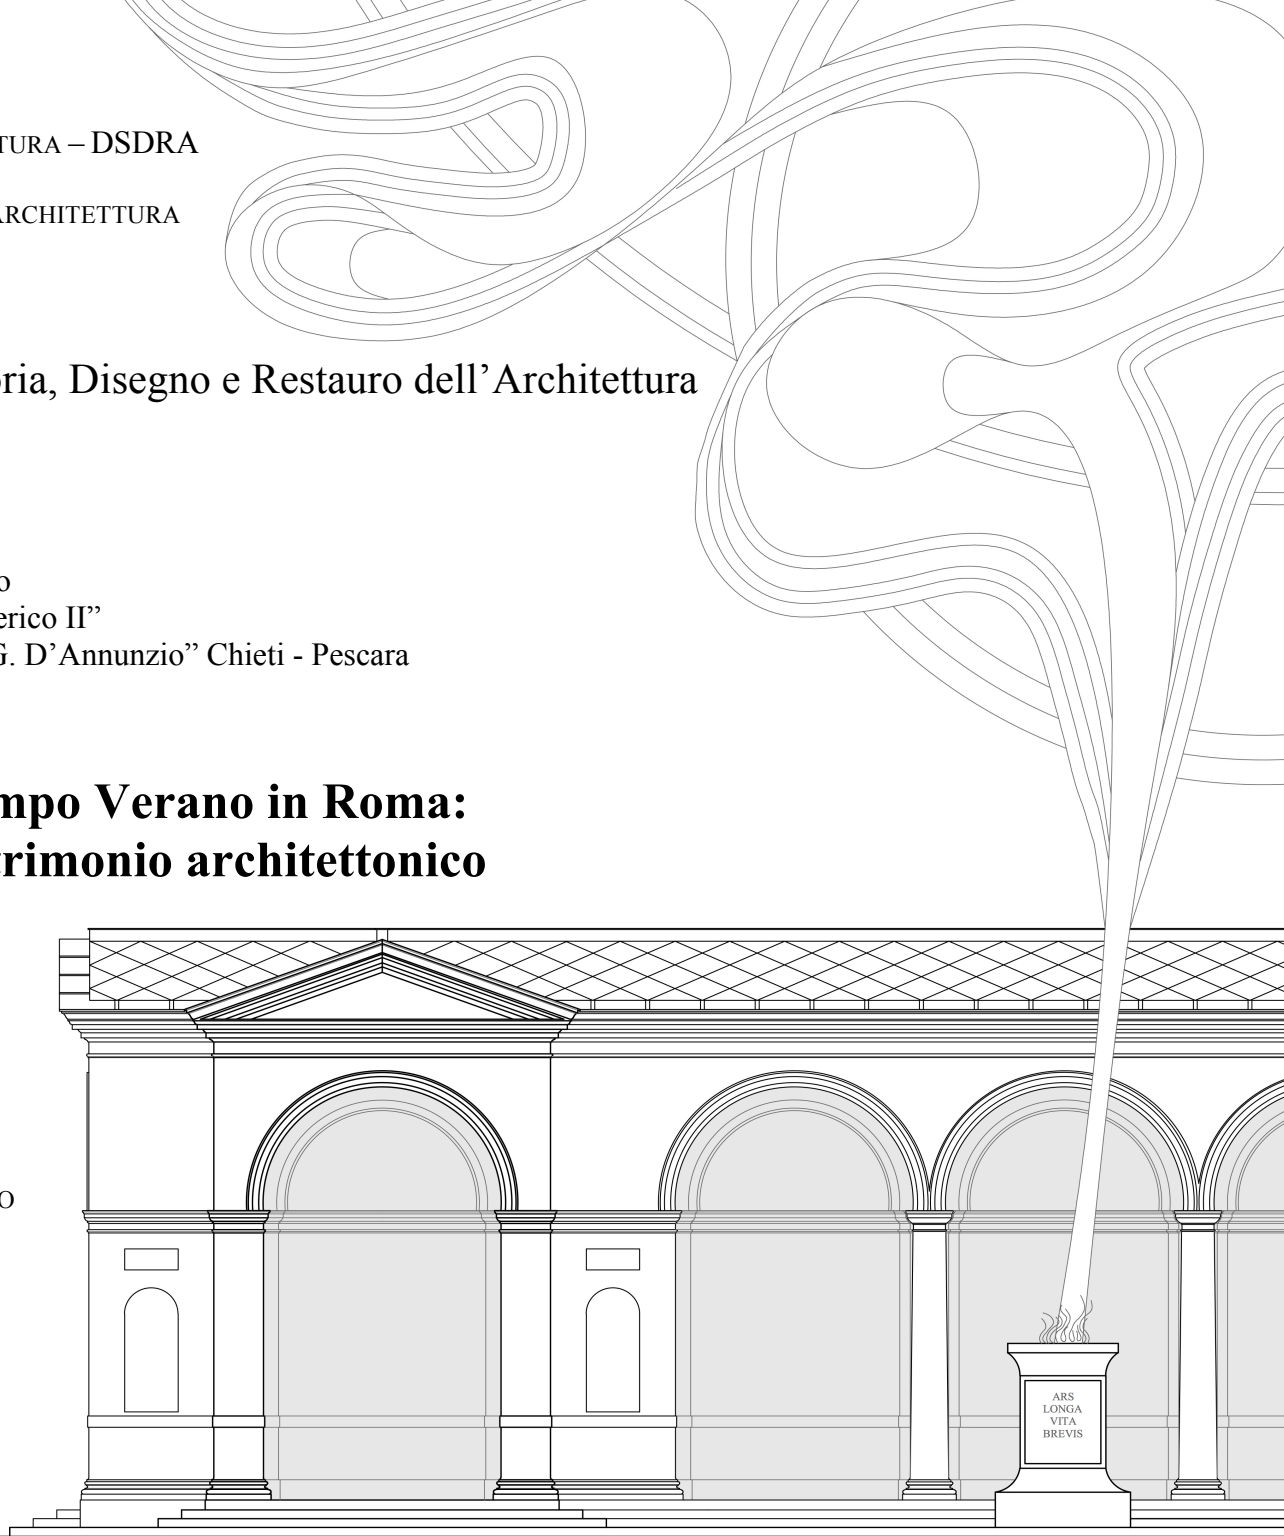 TURA – DSDRA
ARCHITETTURA
ria, Disegno e Restauro dell’Architettura
o
erico II”
G. D’Annunzio” Chieti - Pescara
mpo Verano in Roma:
trimonio architettonico
O
ARS
LONGA
VITA
BREVIS